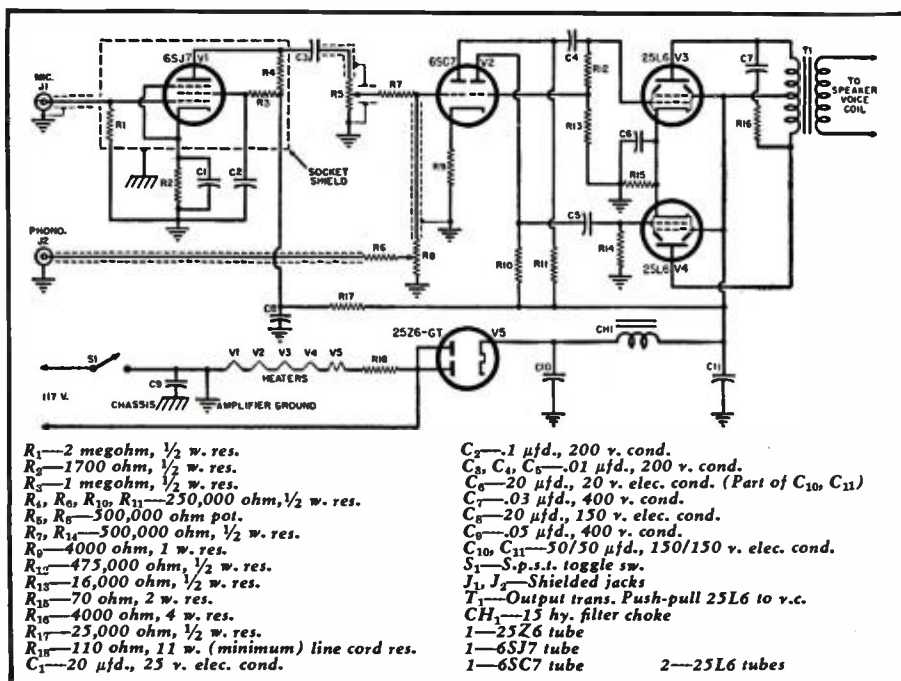 6SJ7 V1
MIC.
J1
R1
R2
C1
C2
R3
R4
SOCKET
SHIELD
C3
R5
R7
6SC7
V2
R9
C4
R12
R13
25L6 V3
C6
R15
C5
R14
25L6 V4
C7
R16
T1
TO
SPEAKER
VOICE
COIL
PHONO.
J2
R6
R8
R10
R11
R17
C8
25Z6-GT
V5
CH1
S1
117 V.
C9
CHASSIS
AMPLIFIER GROUND
V1 V2 V3 V4 V5
HEATERS
R18
C10
C11
R1—2 megohm, 1/2 w. res.
R2—1700 ohm, 1/2 w. res.
R3—1 megohm, 1/2 w. res.
R4, R6, R10, R11—250,000 ohm, 1/2 w. res.
R5, R8—500,000 ohm pot.
R7, R14—500,000 ohm, 1/2 w. res.
R9—4000 ohm, 1 w. res.
R12—475,000 ohm, 1/2 w. res.
R13—16,000 ohm, 1/2 w. res.
R15—70 ohm, 2 w. res.
R16—4000 ohm, 4 w. res.
R17—25,000 ohm, 1/2 w. res.
R18—110 ohm, 11 w. (minimum) line cord res.
C1—20 µfd., 25 v. elec. cond.
C2—.1 µfd., 200 v. cond.
C3, C4, C5—.01 µfd., 200 v. cond.
C6—20 µfd., 20 v. elec. cond. (Part of C10, C11)
C7—.03 µfd., 400 v. cond.
C8—20 µfd., 150 v. elec. cond.
C9—.05 µfd., 400 v. cond.
C10, C11—50/50 µfd., 150/150 v. elec. cond.
S1—S.p.s.t. toggle sw.
J1, J2—Shielded jacks
T1—Output trans. Push-pull 25L6 to v.c.
CH1—15 hy. filter choke
1—25Z6 tube
1—6SJ7 tube
1—6SC7 tube 2—25L6 tubes